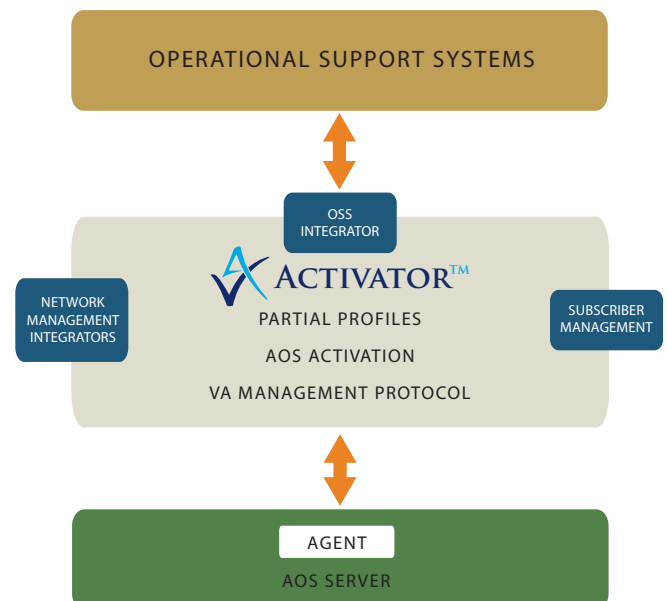 OPERATIONAL SUPPORT SYSTEMS
OSS
INTEGRATOR
ACTIVATOR™
NETWORK
MANAGEMENT
INTEGRATORS
SUBSCRIBER
MANAGEMENT
PARTIAL PROFILES
AOS ACTIVATION
VA MANAGEMENT PROTOCOL
AGENT
AOS SERVER